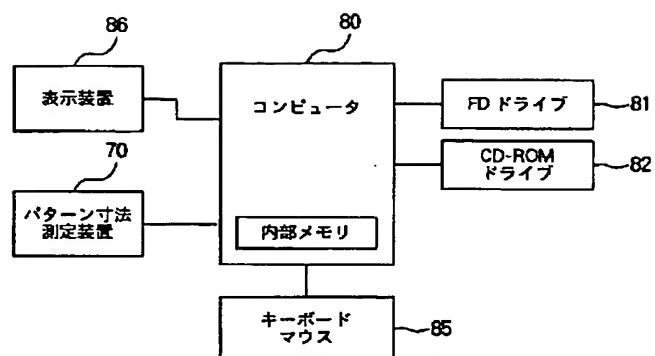 86
表示装置
70
パターン寸法
測定装置
80
コンピュータ
内部メモリ
FD ドライブ
81
CD-ROM
ドライブ
82
キーボード
マウス
85